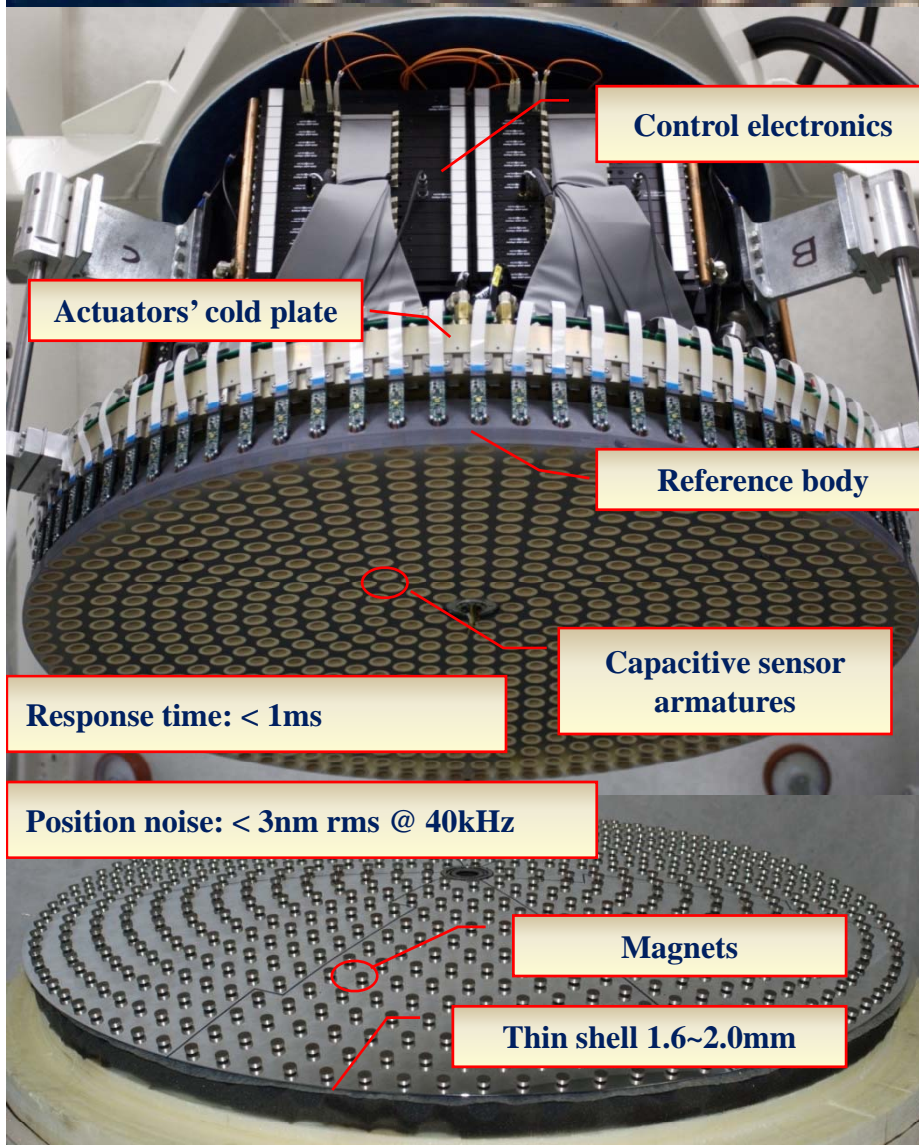 Control electronics
C
B
Actuators’ cold plate
Reference body
Capacitive sensor
armatures
Response time: < 1ms
Position noise: < 3nm rms @ 40kHz
Magnets
Thin shell 1.6~2.0mm